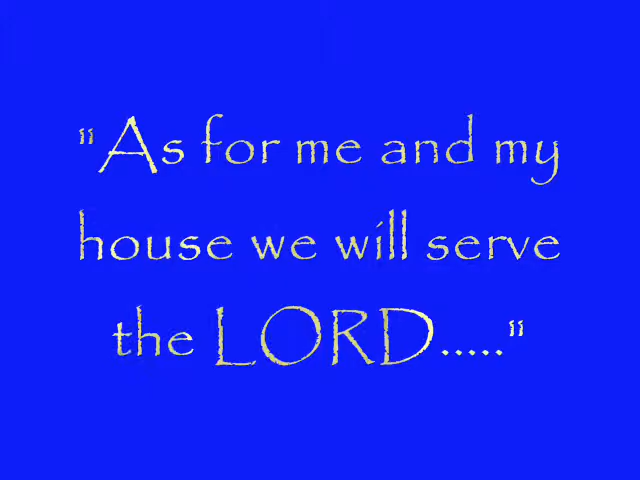 "As for me and my
house we will serve
the LORD....."